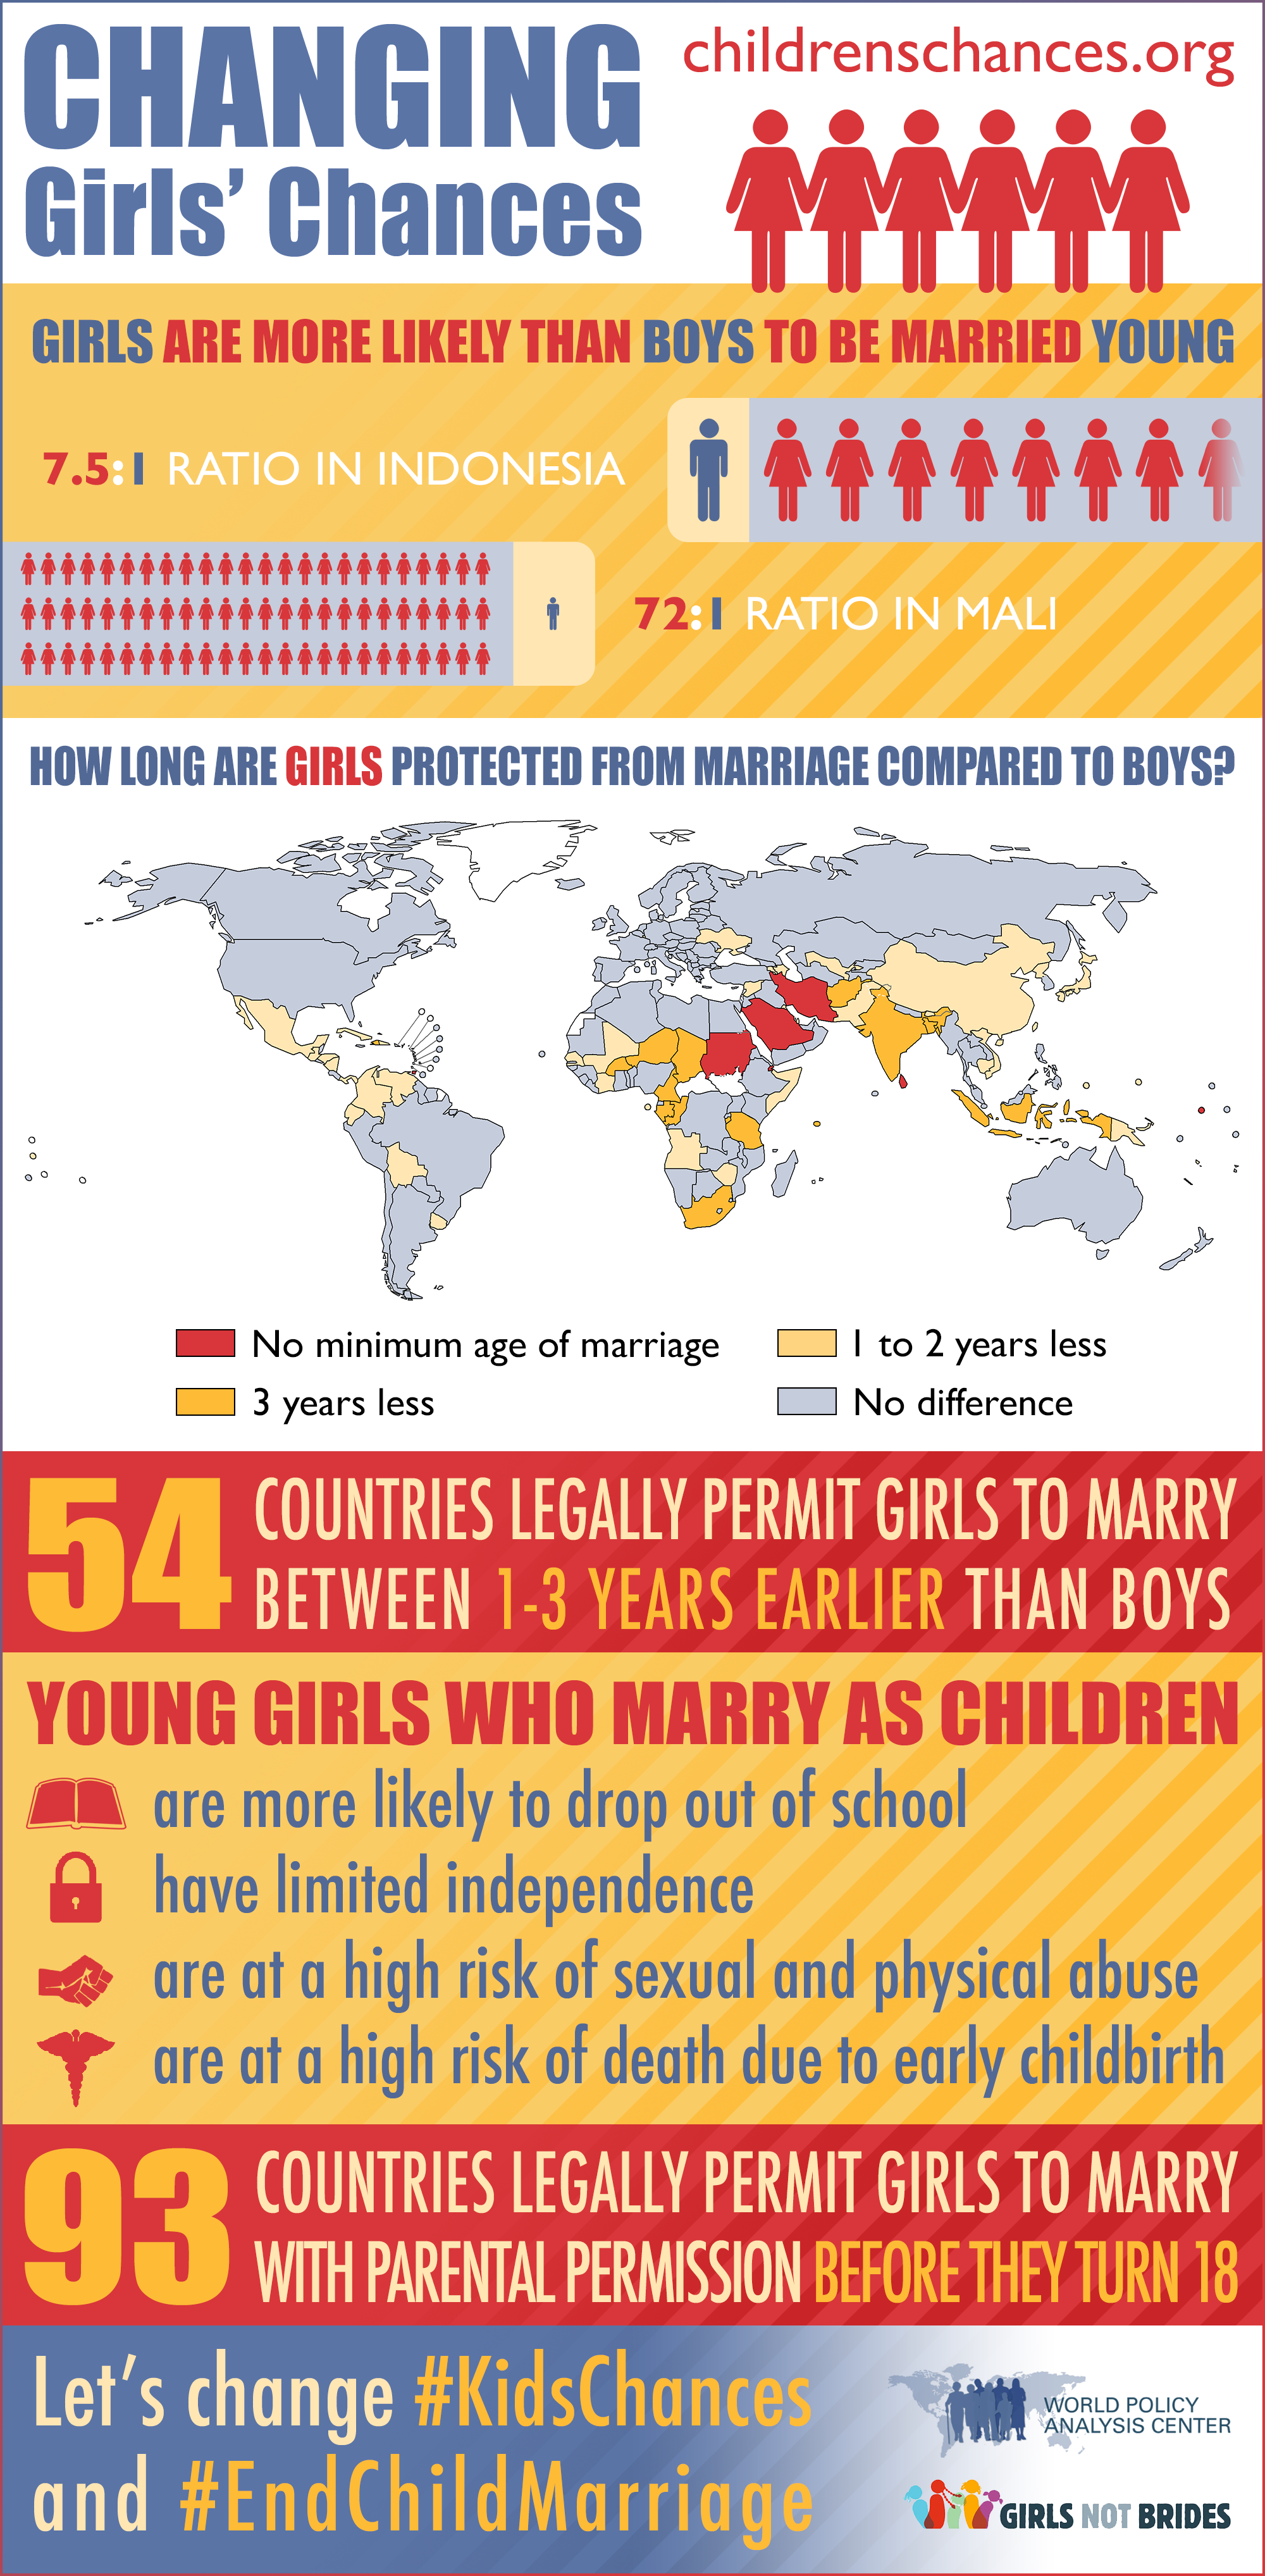 CHANGING
Girls' Chances
childrenschances.org
GIRLS ARE MORE LIKELY THAN BOYS TO BE MARRIED YOUNG
7.5:1 RATIO IN INDONESIA
72:1 RATIO IN MALI
HOW LONG ARE GIRLS PROTECTED FROM MARRIAGE COMPARED TO BOYS?
No minimum age of marriage
1 to 2 years less
3 years less
No difference
54 COUNTRIES LEGALLY PERMIT GIRLS TO MARRY
BETWEEN 1-3 YEARS EARLIER THAN BOYS
YOUNG GIRLS WHO MARRY AS CHILDREN
are more likely to drop out of school
have limited independence
are at a high risk of sexual and physical abuse
are at a high risk of death due to early childbirth
93 COUNTRIES LEGALLY PERMIT GIRLS TO MARRY
WITH PARENTAL PERMISSION BEFORE THEY TURN 18
Let's change #KidsChances
and #EndChildMarriage
WORLD POLICY
ANALYSIS CENTER
GIRLS NOT BRIDES